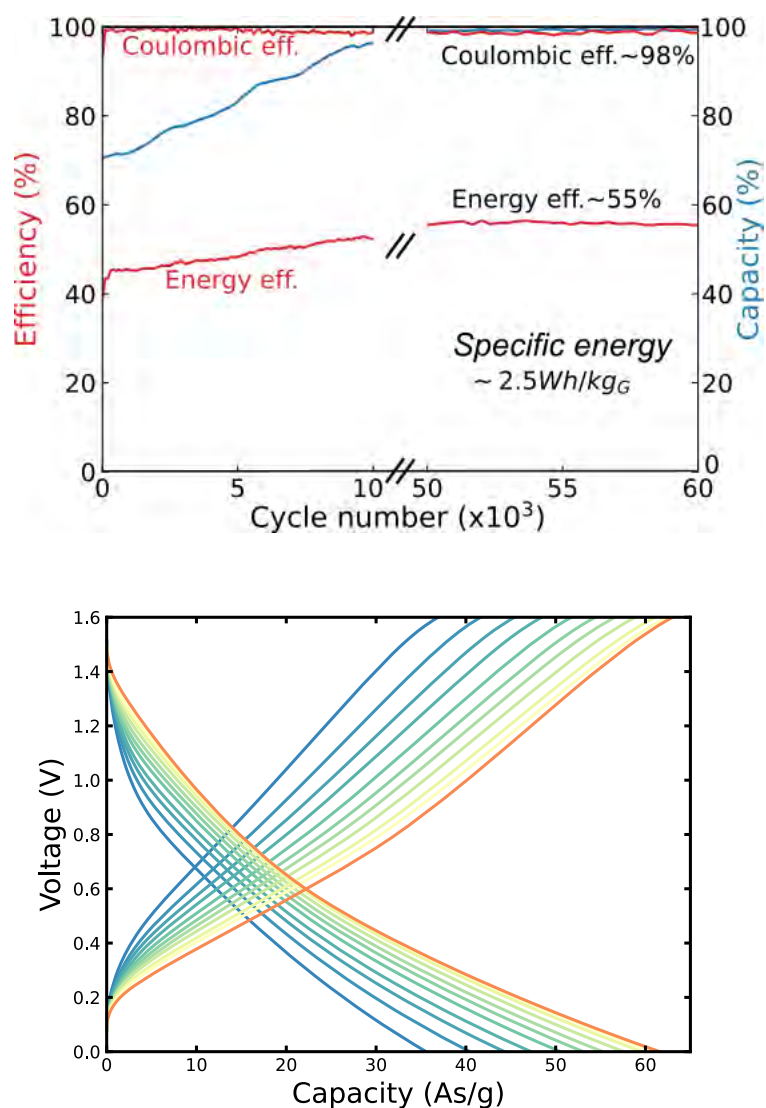 100
80
60
40
20
0
Efficiency (%)
Coulombic eff.
Energy eff.
Coulombic eff.~98%
Energy eff.~55%
Specific energy
~ 2.5Wh/kg_G
100
80
60
40
20
0
Capacity (%)
0 5 10 50 55 60
Cycle number (x10³)
1.6
1.4
1.2
1.0
0.8
0.6
0.4
0.2
0.0
Voltage (V)
0 10 20 30 40 50 60
Capacity (As/g)